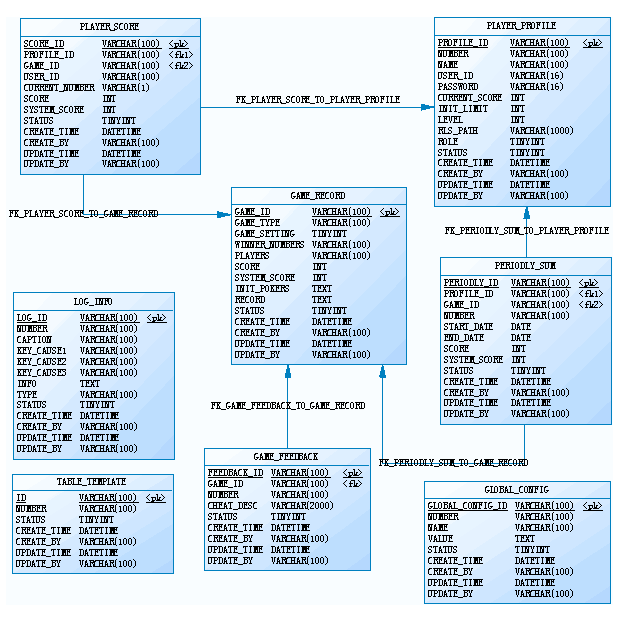 PLAYER_SCORE
SCORE_ID VARCHAR(100) <pk>
PROFILE_ID VARCHAR(100) <fk1>
GAME_ID VARCHAR(100) <fk2>
USER_ID VARCHAR(100)
CURRENT_NUMBER VARCHAR(1)
SCORE INT
SYSTEM_SCORE INT
STATUS TINYINT
CREATE_TIME DATETIME
CREATE_BY VARCHAR(100)
UPDATE_TIME DATETIME
UPDATE_BY VARCHAR(100)
FK_PLAYER_SCORE_TO_PLAYER_PROFILE
PLAYER_PROFILE
PROFILE_ID VARCHAR(100) <pk>
NUMBER VARCHAR(100)
NAME VARCHAR(100)
USER_ID VARCHAR(16)
PASSWORD VARCHAR(16)
CURRENT_SCORE INT
INIT_LIMIT INT
LEVEL INT
RLS_PATH VARCHAR(1000)
ROLE TINYINT
STATUS TINYINT
CREATE_TIME DATETIME
CREATE_BY VARCHAR(100)
UPDATE_TIME DATETIME
UPDATE_BY VARCHAR(100)
FK_PLAYER_SCORE_TO_GAME_RECORD
GAME_RECORD
GAME_ID VARCHAR(100) <pk>
GAME_TYPE VARCHAR(100)
GAME_SETTING TINYINT
WINNER_NUMBERS VARCHAR(100)
PLAYERS VARCHAR(100)
SCORE INT
SYSTEM_SCORE INT
INIT_POKERS TEXT
RECORD TEXT
STATUS TINYINT
CREATE_TIME DATETIME
CREATE_BY VARCHAR(100)
UPDATE_TIME DATETIME
UPDATE_BY VARCHAR(100)
FK_PERIODLY_SUM_TO_PLAYER_PROFILE
PERIODLY_SUM
PERIODLY_ID VARCHAR(100) <pk>
PROFILE_ID VARCHAR(100) <fk1>
GAME_ID VARCHAR(100) <fk2>
NUMBER VARCHAR(100)
START_DATE DATE
END_DATE DATE
SCORE INT
SYSTEM_SCORE INT
STATUS TINYINT
CREATE_TIME DATETIME
CREATE_BY VARCHAR(100)
UPDATE_TIME DATETIME
UPDATE_BY VARCHAR(100)
LOG_INFO
LOG_ID VARCHAR(100) <pk>
NUMBER VARCHAR(100)
CAPTION VARCHAR(100)
KEY_CAUSE1 VARCHAR(100)
KEY_CAUSE2 VARCHAR(100)
KEY_CAUSE3 VARCHAR(100)
INFO TEXT
TYPE VARCHAR(100)
STATUS TINYINT
CREATE_TIME DATETIME
CREATE_BY VARCHAR(100)
UPDATE_TIME DATETIME
UPDATE_BY VARCHAR(100)
FK_GAME_FEEDBACK_TO_GAME_RECORD
FK_PERIODLY_SUM_TO_GAME_RECORD
GAME_FEEDBACK
FEEDBACK_ID VARCHAR(100) <pk>
GAME_ID VARCHAR(100) <fk>
NUMBER VARCHAR(100)
CHEAT_DESC VARCHAR(2000)
STATUS TINYINT
CREATE_TIME DATETIME
CREATE_BY VARCHAR(100)
UPDATE_TIME DATETIME
UPDATE_BY VARCHAR(100)
TABLE_TEMPLATE
ID VARCHAR(100) <pk>
NUMBER VARCHAR(100)
STATUS TINYINT
CREATE_TIME DATETIME
CREATE_BY VARCHAR(100)
UPDATE_TIME DATETIME
UPDATE_BY VARCHAR(100)
GLOBAL_CONFIG
GLOBAL_CONFIG_ID VARCHAR(100) <pk>
NUMBER VARCHAR(100)
NAME VARCHAR(100)
VALUE TEXT
STATUS TINYINT
CREATE_TIME DATETIME
CREATE_BY VARCHAR(100)
UPDATE_TIME DATETIME
UPDATE_BY VARCHAR(100)